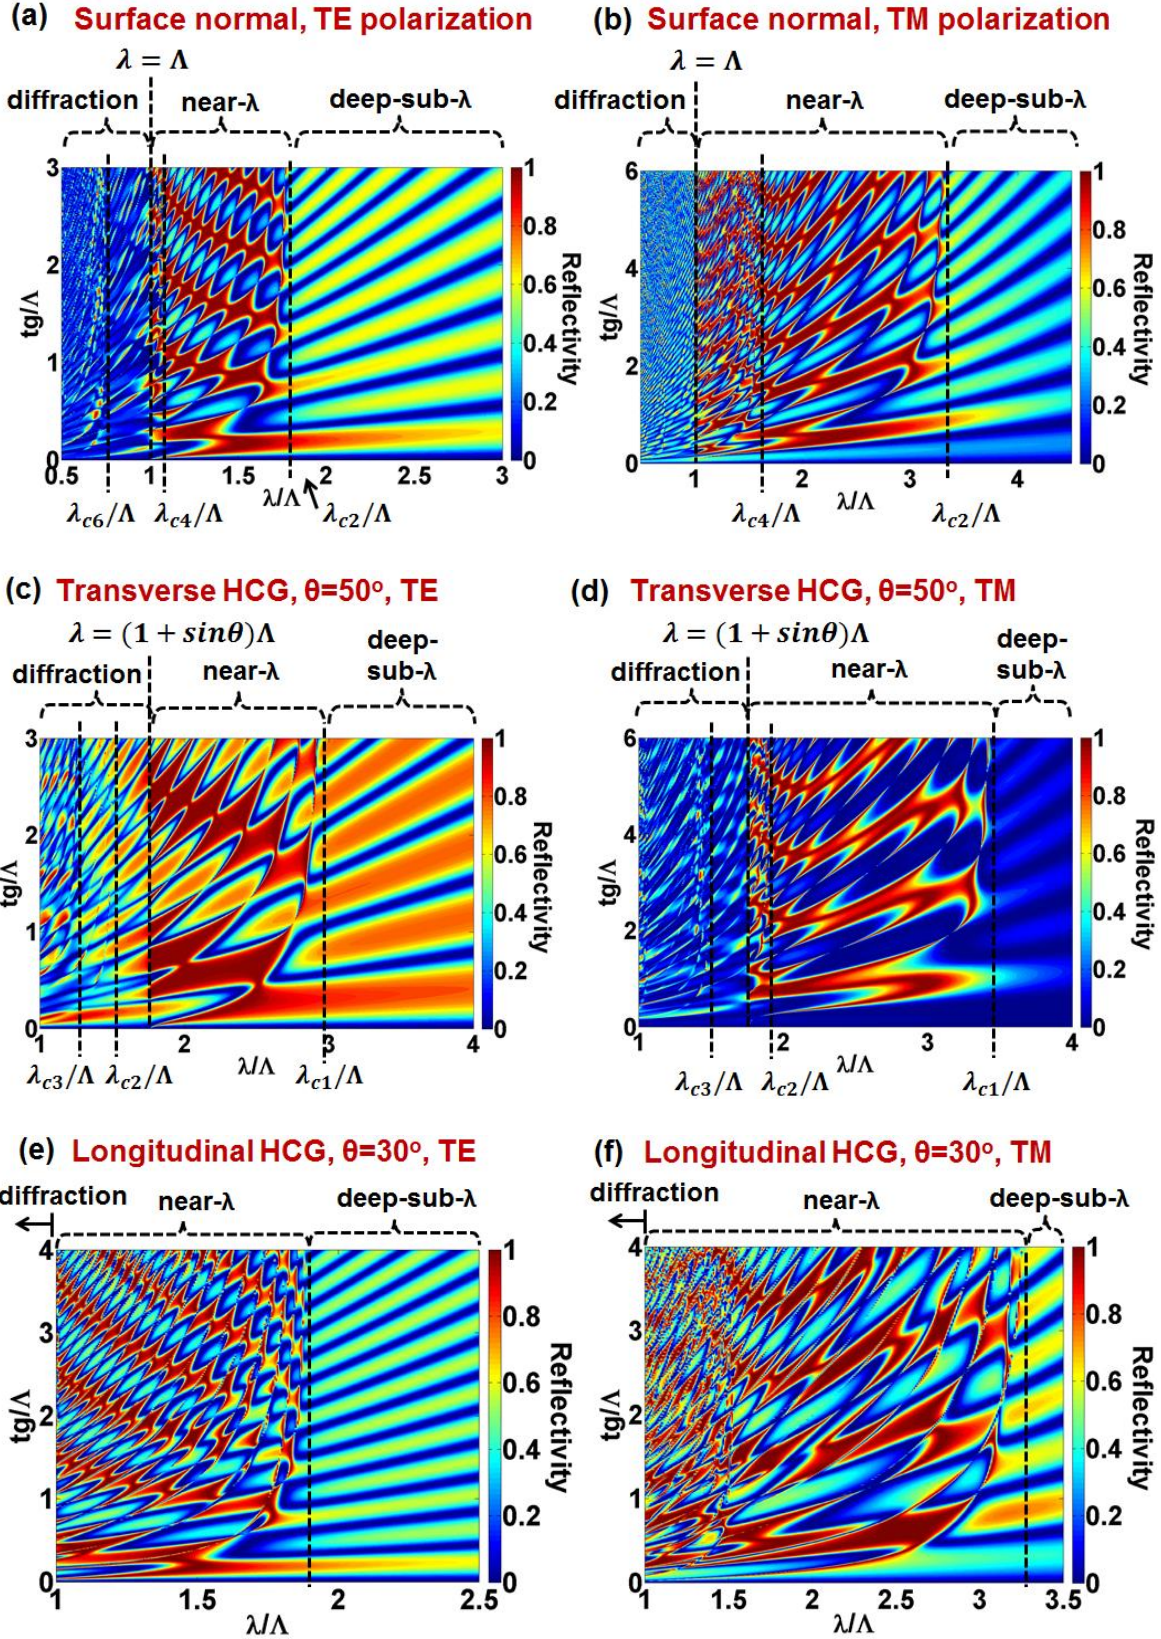 (a) Surface normal, TE polarization
λ = Λ
diffraction near-λ deep-sub-λ
3
2
1
0
tg/Λ
0.5 1 1.5 2 2.5 3
λ/Λ
λc6/Λ λc4/Λ λc2/Λ
1
0.8
0.6
0.4
0.2
0
Reflectivity
(b) Surface normal, TM polarization
λ = Λ
diffraction near-λ deep-sub-λ
6
4
2
0
tg/Λ
1 2 3 4
λc4/Λ λ/Λ λc2/Λ
1
0.8
0.6
0.4
0.2
0
Reflectivity
(c) Transverse HCG, θ=50o, TE
λ = (1 + sinθ)Λ
diffraction near-λ deep-
sub-λ
3
2
1
0
tg/Λ
1 2 3 4
λc3/Λ λc2/Λ λ/Λ λc1/Λ
1
0.8
0.6
0.4
0.2
0
Reflectivity
(d) Transverse HCG, θ=50o, TM
λ = (1 + sinθ)Λ
diffraction near-λ deep-
sub-λ
6
4
2
0
tg/Λ
1 2 3 4
λc3/Λ λc2/Λ λ/Λ λc1/Λ
1
0.8
0.6
0.4
0.2
0
Reflectivity
(e) Longitudinal HCG, θ=30o, TE
diffraction near-λ deep-sub-λ
4
3
2
1
0
tg/Λ
1 1.5 2 2.5
λ/Λ
1
0.8
0.6
0.4
0.2
0
Reflectivity
(f) Longitudinal HCG, θ=30o, TM
diffraction near-λ deep-sub-λ
4
3
2
1
0
tg/Λ
1 1.5 2 2.5 3 3.5
λ/Λ
1
0.8
0.6
0.4
0.2
0
Reflectivity